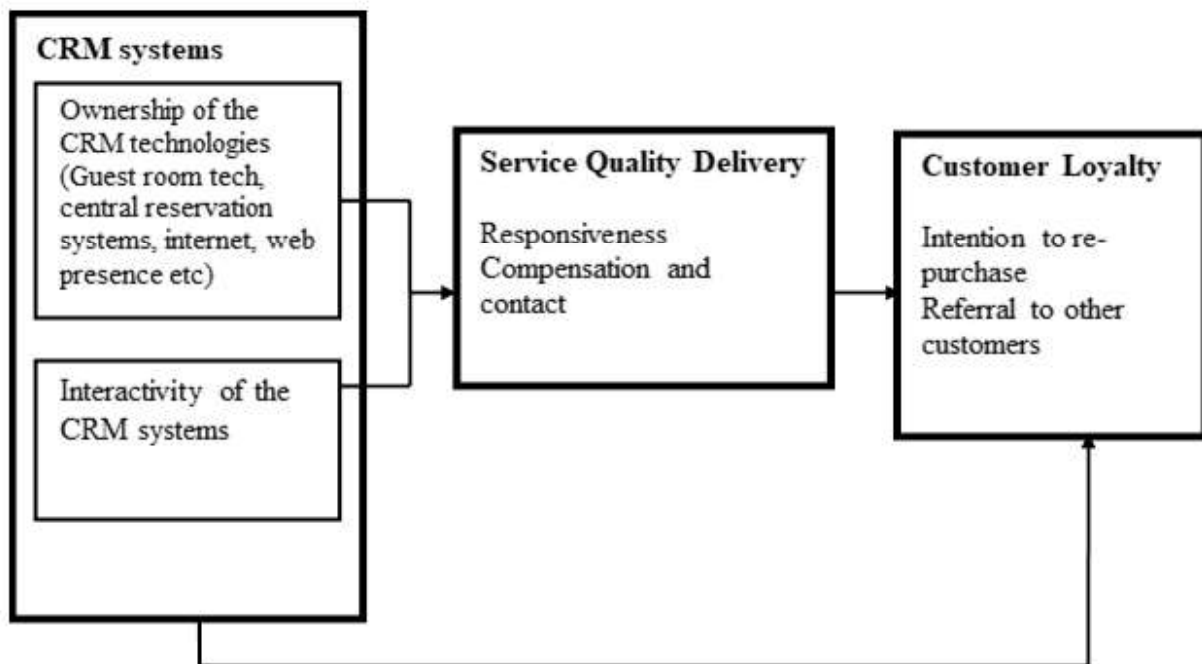 CRM systems
Ownership of the
CRM technologies
(Guest room tech,
central reservation
systems, internet, web
presence etc)
Interactivity of the
CRM systems
Service Quality Delivery
Responsiveness
Compensation and
contact
Customer Loyalty
Intention to re-
purchase
Referral to other
customers